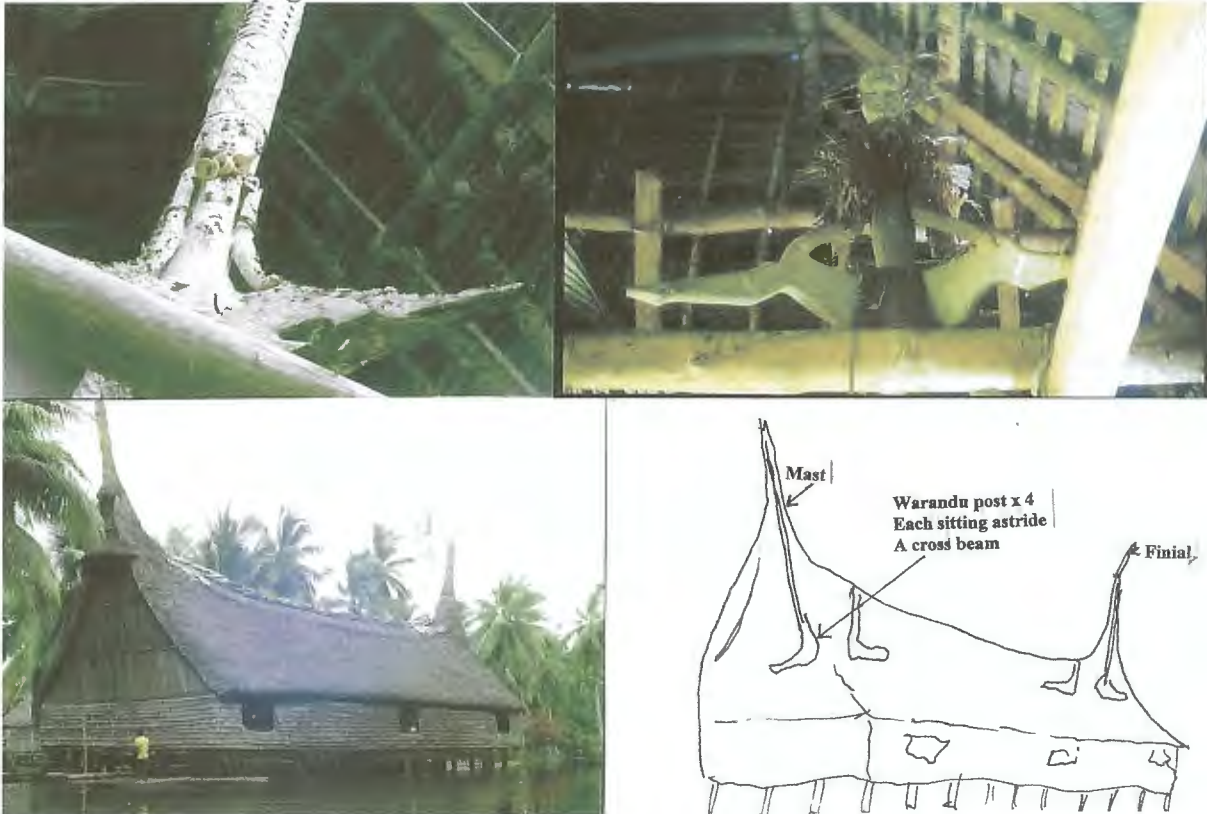 Mast
Warandu post x 4
Each sitting astride
A cross beam
Finial